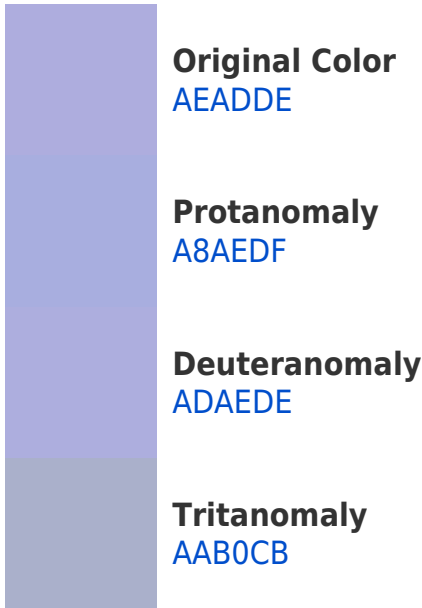 Original Color
AEADDE
Protanomaly
A8AEDF
Deuteranomaly
ADAEDE
Tritanomaly
AAB0CB